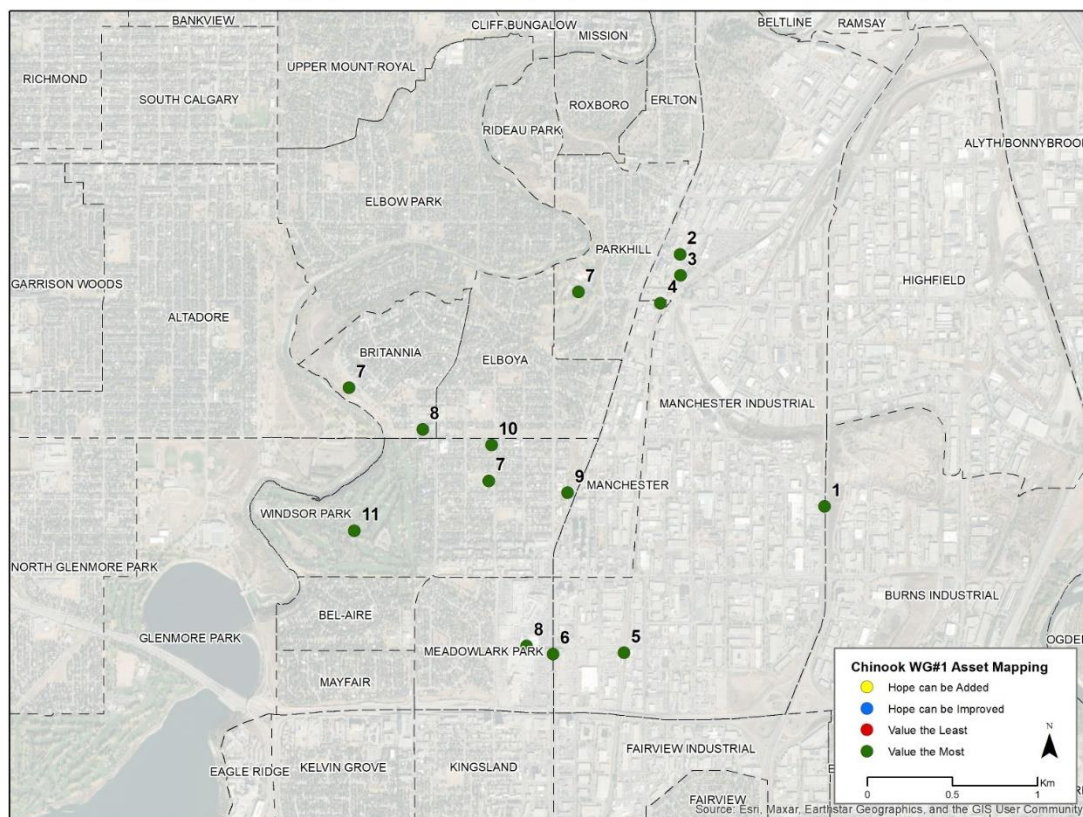 BANKVIEW
CLIFF BUNGALOW
BELTLINE
RAMSAY
MISSION
RICHMOND
UPPER MOUNT ROYAL
SOUTH CALGARY
ROXBORO
ERLTON
RIDEAU PARK
ALYTH/BONNYBROOK
ELBOW PARK
PARKHILL
2
3
7
4
GARRISON WOODS
HIGHFIELD
ALTADORE
BRITANNIA
ELBOYA
7
MANCHESTER INDUSTRIAL
8
10
7
9
MANCHESTER
1
WINDSOR PARK
11
NORTH GLENMORE PARK
BEL-AIRE
BURNS INDUSTRIAL
GLENMORE PARK
8
6
5
MEADOWLARK PARK
OGDEN
MAYFAIR
FAIRVIEW INDUSTRIAL
EAGLE RIDGE
KELVIN GROVE
KINGSLAND
FAIRVIEW
Chinook WG#1 Asset Mapping
Hope can be Added
Hope can be Improved
Value the Least
Value the Most
N
0 0.5 1
Km
Source: Esri, Maxar, Earthstar Geographics, and the GIS User Community